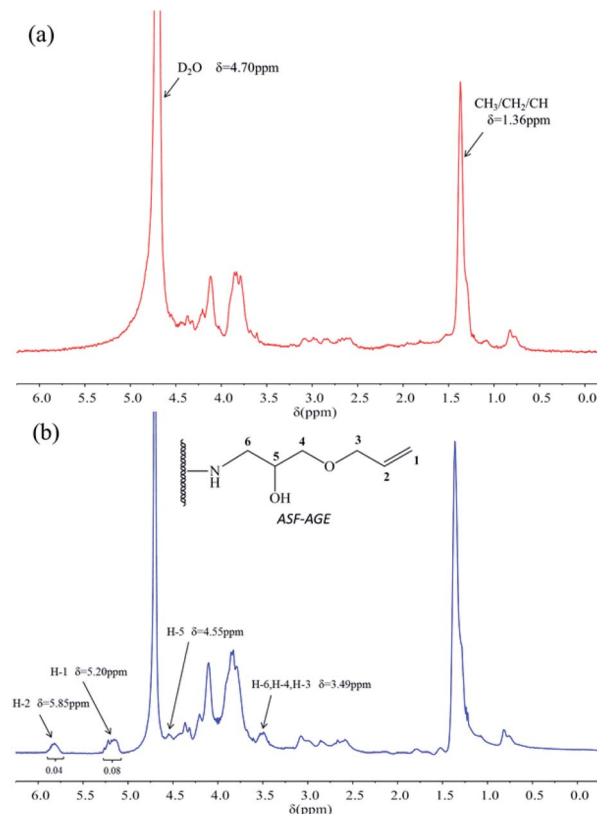 (a)
D₂O δ=4.70ppm
CH₃/CH₂/CH
δ=1.36ppm
6.0 5.5 5.0 4.5 4.0 3.5 3.0 2.5 2.0 1.5 1.0 0.5 0.0
δ(ppm)
(b)
6 4 3
5 1
N O 2
H
OH
ASF-AGE
H-5 δ=4.55ppm
H-1 δ=5.20ppm
H-6,H-4,H-3 δ=3.49ppm
H-2 δ=5.85ppm
0.04 0.08
6.0 5.5 5.0 4.5 4.0 3.5 3.0 2.5 2.0 1.5 1.0 0.5 0.0
δ(ppm)